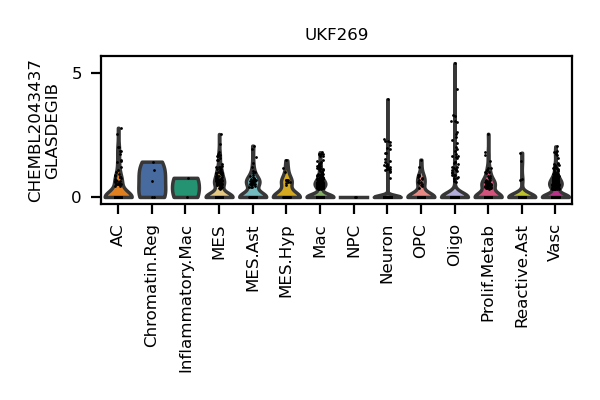 UKF269
CHEMBL2043437
GLASDEGIB
5
0
AC
Chromatin.Reg
Inflammatory.Mac
MES
MES.Ast
MES.Hyp
Mac
NPC
Neuron
OPC
Oligo
Prolif.Metab
Reactive.Ast
Vasc